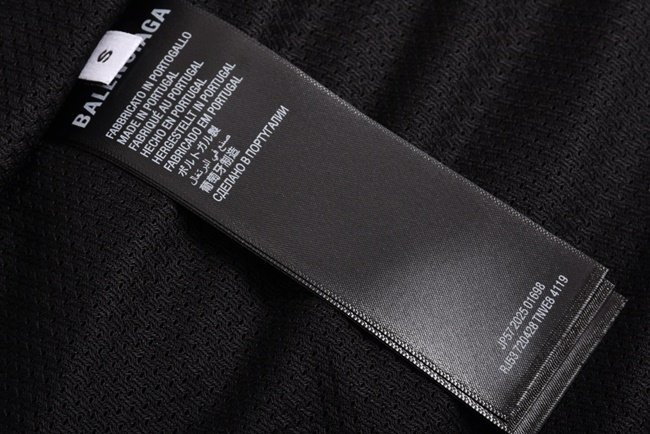 BALENCIAGA
S
FABBRICATO IN PORTOGALLO
MADE IN PORTUGAL
FABRIQUÉ AU PORTUGAL
HECHO EN PORTUGAL
HERGESTELLT IN PORTUGAL
FABRICADO EM PORTUGAL
ポルトガル製
صنع في البرتغال
葡萄牙制造
СДЕЛАНО В ПОРТУГАЛИИ
JP57 2025 01698
RJ53 720428 TNVE8 4119